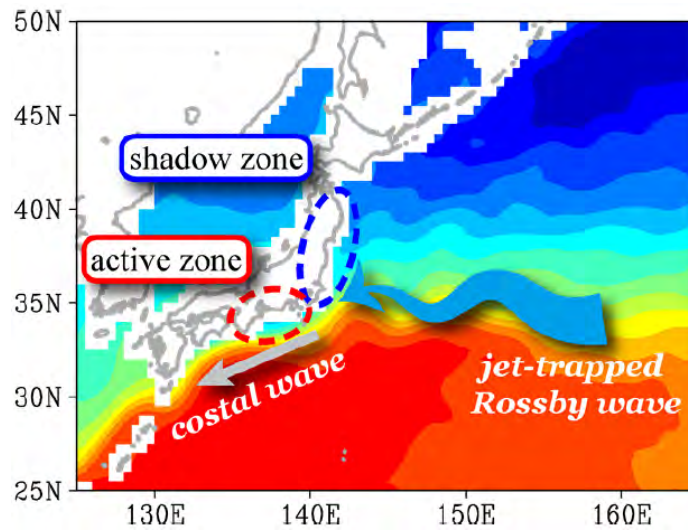 50N
45N
shadow zone
40N
active zone
35N
jet-trapped
Rossby wave
costal wave
30N
25N
130E 140E 150E 160E